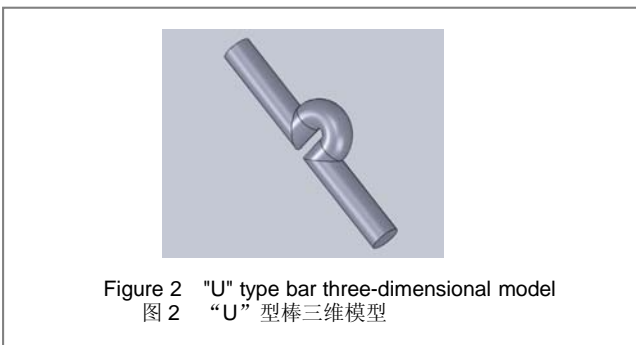 Figure 2 "U" type bar three-dimensional model
图 2 “U”型棒三维模型